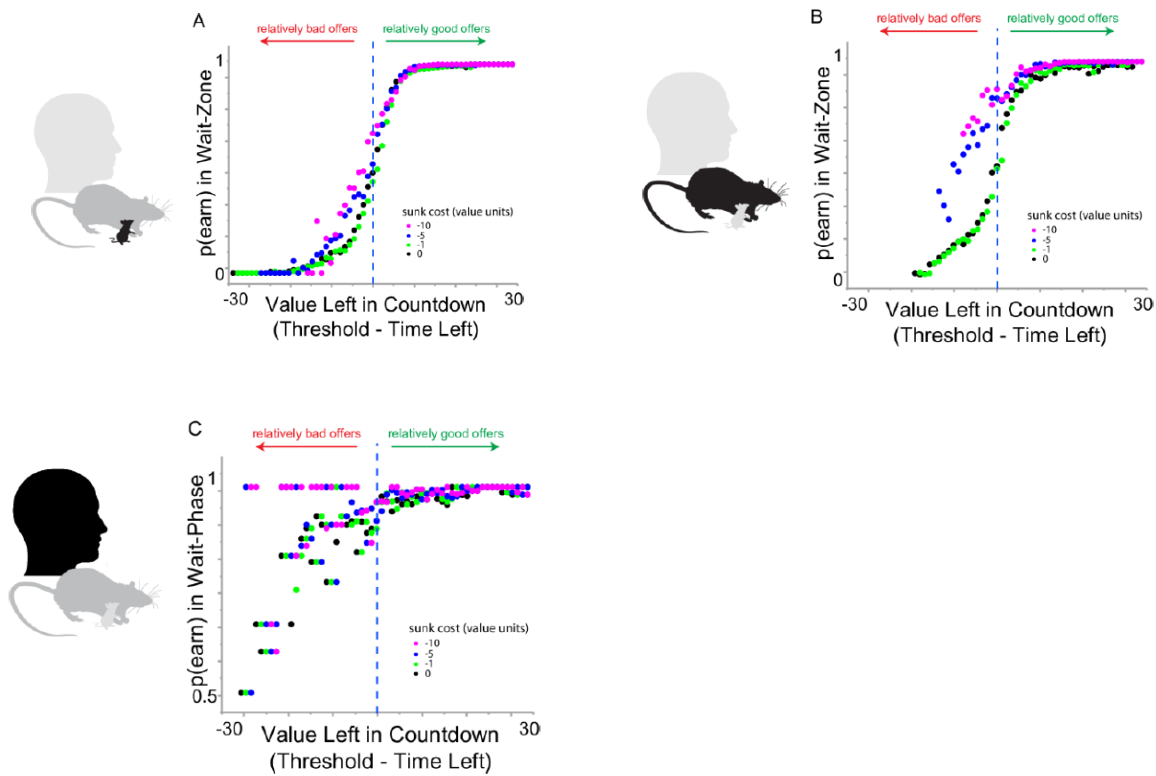 A
relatively bad offers
relatively good offers
1
p(earn) in Wait-Zone
0
sunk cost (value units)
-10
-5
-1
0
-30
30
Value Left in Countdown
(Threshold - Time Left)
B
relatively bad offers
relatively good offers
1
p(earn) in Wait-Zone
0
sunk cost (value units)
-10
-5
-1
0
-30
30
Value Left in Countdown
(Threshold - Time Left)
C
relatively bad offers
relatively good offers
1
p(earn) in Wait-Phase
0.5
sunk cost (value units)
-10
-5
-1
0
-30
30
Value Left in Countdown
(Threshold - Time Left)